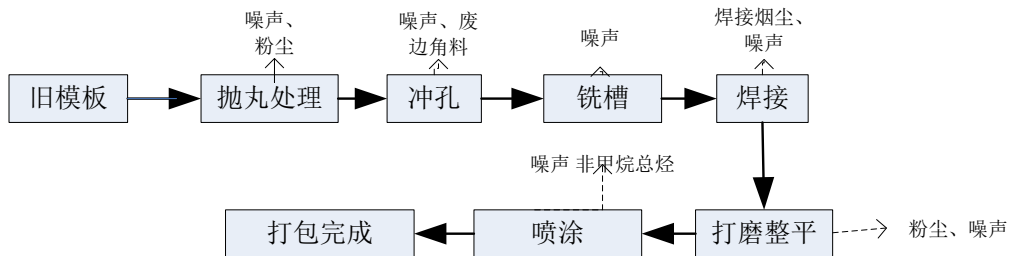 噪声、
粉尘
噪声、废
边角料
噪声
焊接烟尘、
噪声
旧模板
抛丸处理
冲孔
铣槽
焊接
噪声 非甲烷总烃
打包完成
喷涂
打磨整平
粉尘、噪声